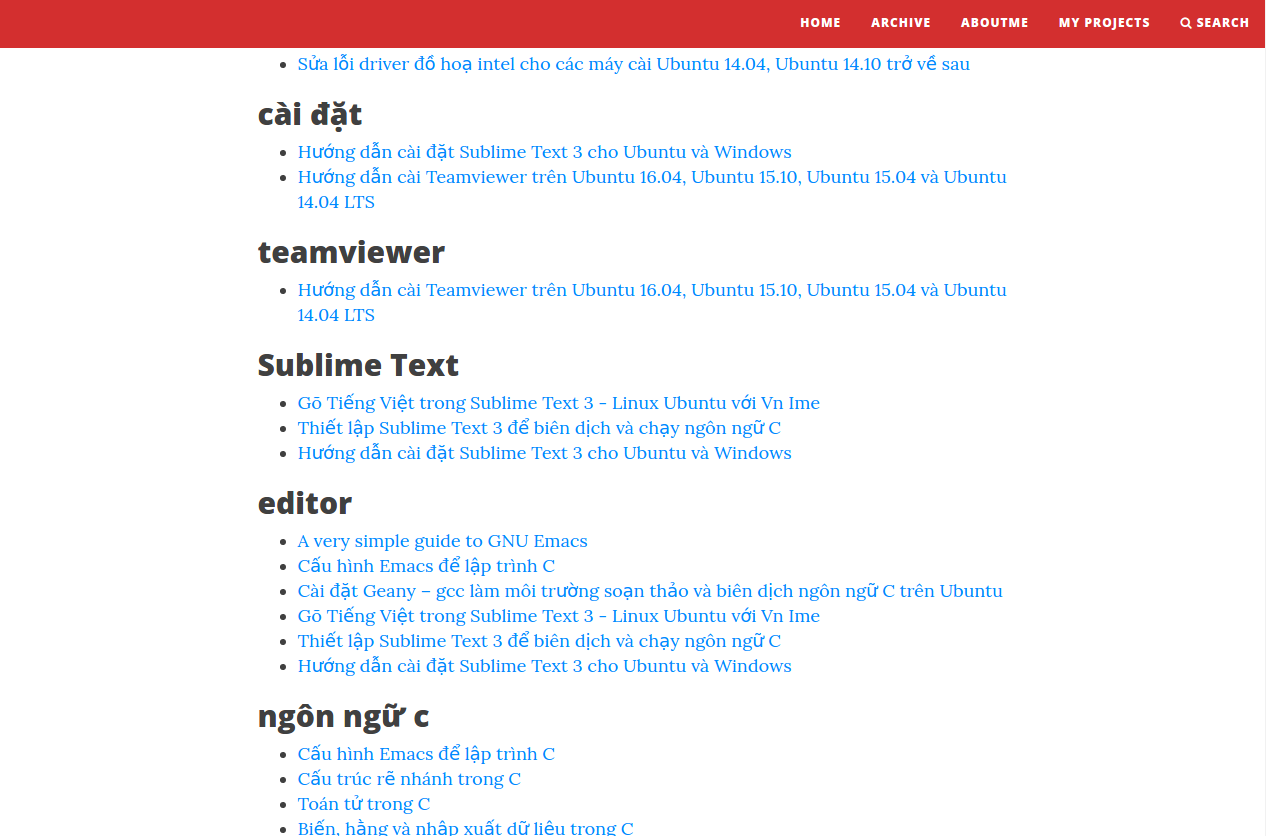 HOME ARCHIVE ABOUTME MY PROJECTS SEARCH
Sửa lỗi driver đồ hoạ intel cho các máy cài Ubuntu 14.04, Ubuntu 14.10 trở về sau
cài đặt
Hướng dẫn cài đặt Sublime Text 3 cho Ubuntu và Windows
Hướng dẫn cài Teamviewer trên Ubuntu 16.04, Ubuntu 15.10, Ubuntu 15.04 và Ubuntu
14.04 LTS
teamviewer
Hướng dẫn cài Teamviewer trên Ubuntu 16.04, Ubuntu 15.10, Ubuntu 15.04 và Ubuntu
14.04 LTS
Sublime Text
Gõ Tiếng Việt trong Sublime Text 3 - Linux Ubuntu với Vn Ime
Thiết lập Sublime Text 3 để biên dịch và chạy ngôn ngữ C
Hướng dẫn cài đặt Sublime Text 3 cho Ubuntu và Windows
editor
A very simple guide to GNU Emacs
Cấu hình Emacs để lập trình C
Cài đặt Geany – gcc làm môi trường soạn thảo và biên dịch ngôn ngữ C trên Ubuntu
Gõ Tiếng Việt trong Sublime Text 3 - Linux Ubuntu với Vn Ime
Thiết lập Sublime Text 3 để biên dịch và chạy ngôn ngữ C
Hướng dẫn cài đặt Sublime Text 3 cho Ubuntu và Windows
ngôn ngữ c
Cấu hình Emacs để lập trình C
Cấu trúc rẽ nhánh trong C
Toán tử trong C
Biến, hằng và nhập xuất dữ liệu trong C